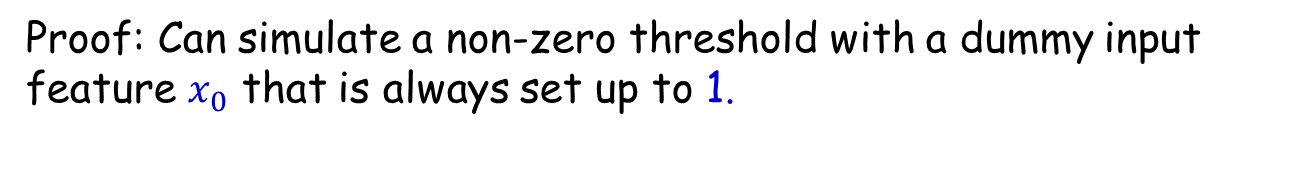 Proof: Can simulate a non-zero threshold with a dummy input
feature x₀ that is always set up to 1.